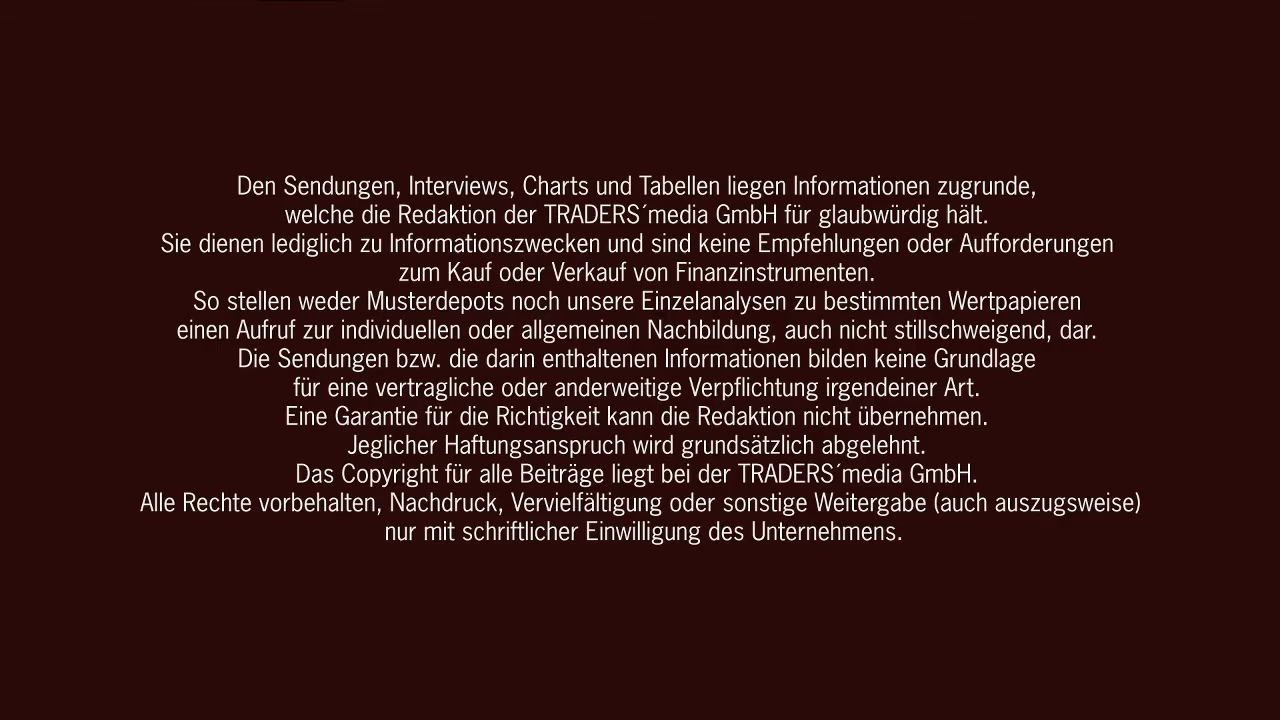 Den Sendungen, Interviews, Charts und Tabellen liegen Informationen zugrunde,
welche die Redaktion der TRADERS´media GmbH für glaubwürdig hält.
Sie dienen lediglich zu Informationszwecken und sind keine Empfehlungen oder Aufforderungen
zum Kauf oder Verkauf von Finanzinstrumenten.
So stellen weder Musterdepots noch unsere Einzelanalysen zu bestimmten Wertpapieren
einen Aufruf zur individuellen oder allgemeinen Nachbildung, auch nicht stillschweigend, dar.
Die Sendungen bzw. die darin enthaltenen Informationen bilden keine Grundlage
für eine vertragliche oder anderweitige Verpflichtung irgendeiner Art.
Eine Garantie für die Richtigkeit kann die Redaktion nicht übernehmen.
Jeglicher Haftungsanspruch wird grundsätzlich abgelehnt.
Das Copyright für alle Beiträge liegt bei der TRADERS´media GmbH.
Alle Rechte vorbehalten, Nachdruck, Vervielfältigung oder sonstige Weitergabe (auch auszugsweise)
nur mit schriftlicher Einwilligung des Unternehmens.